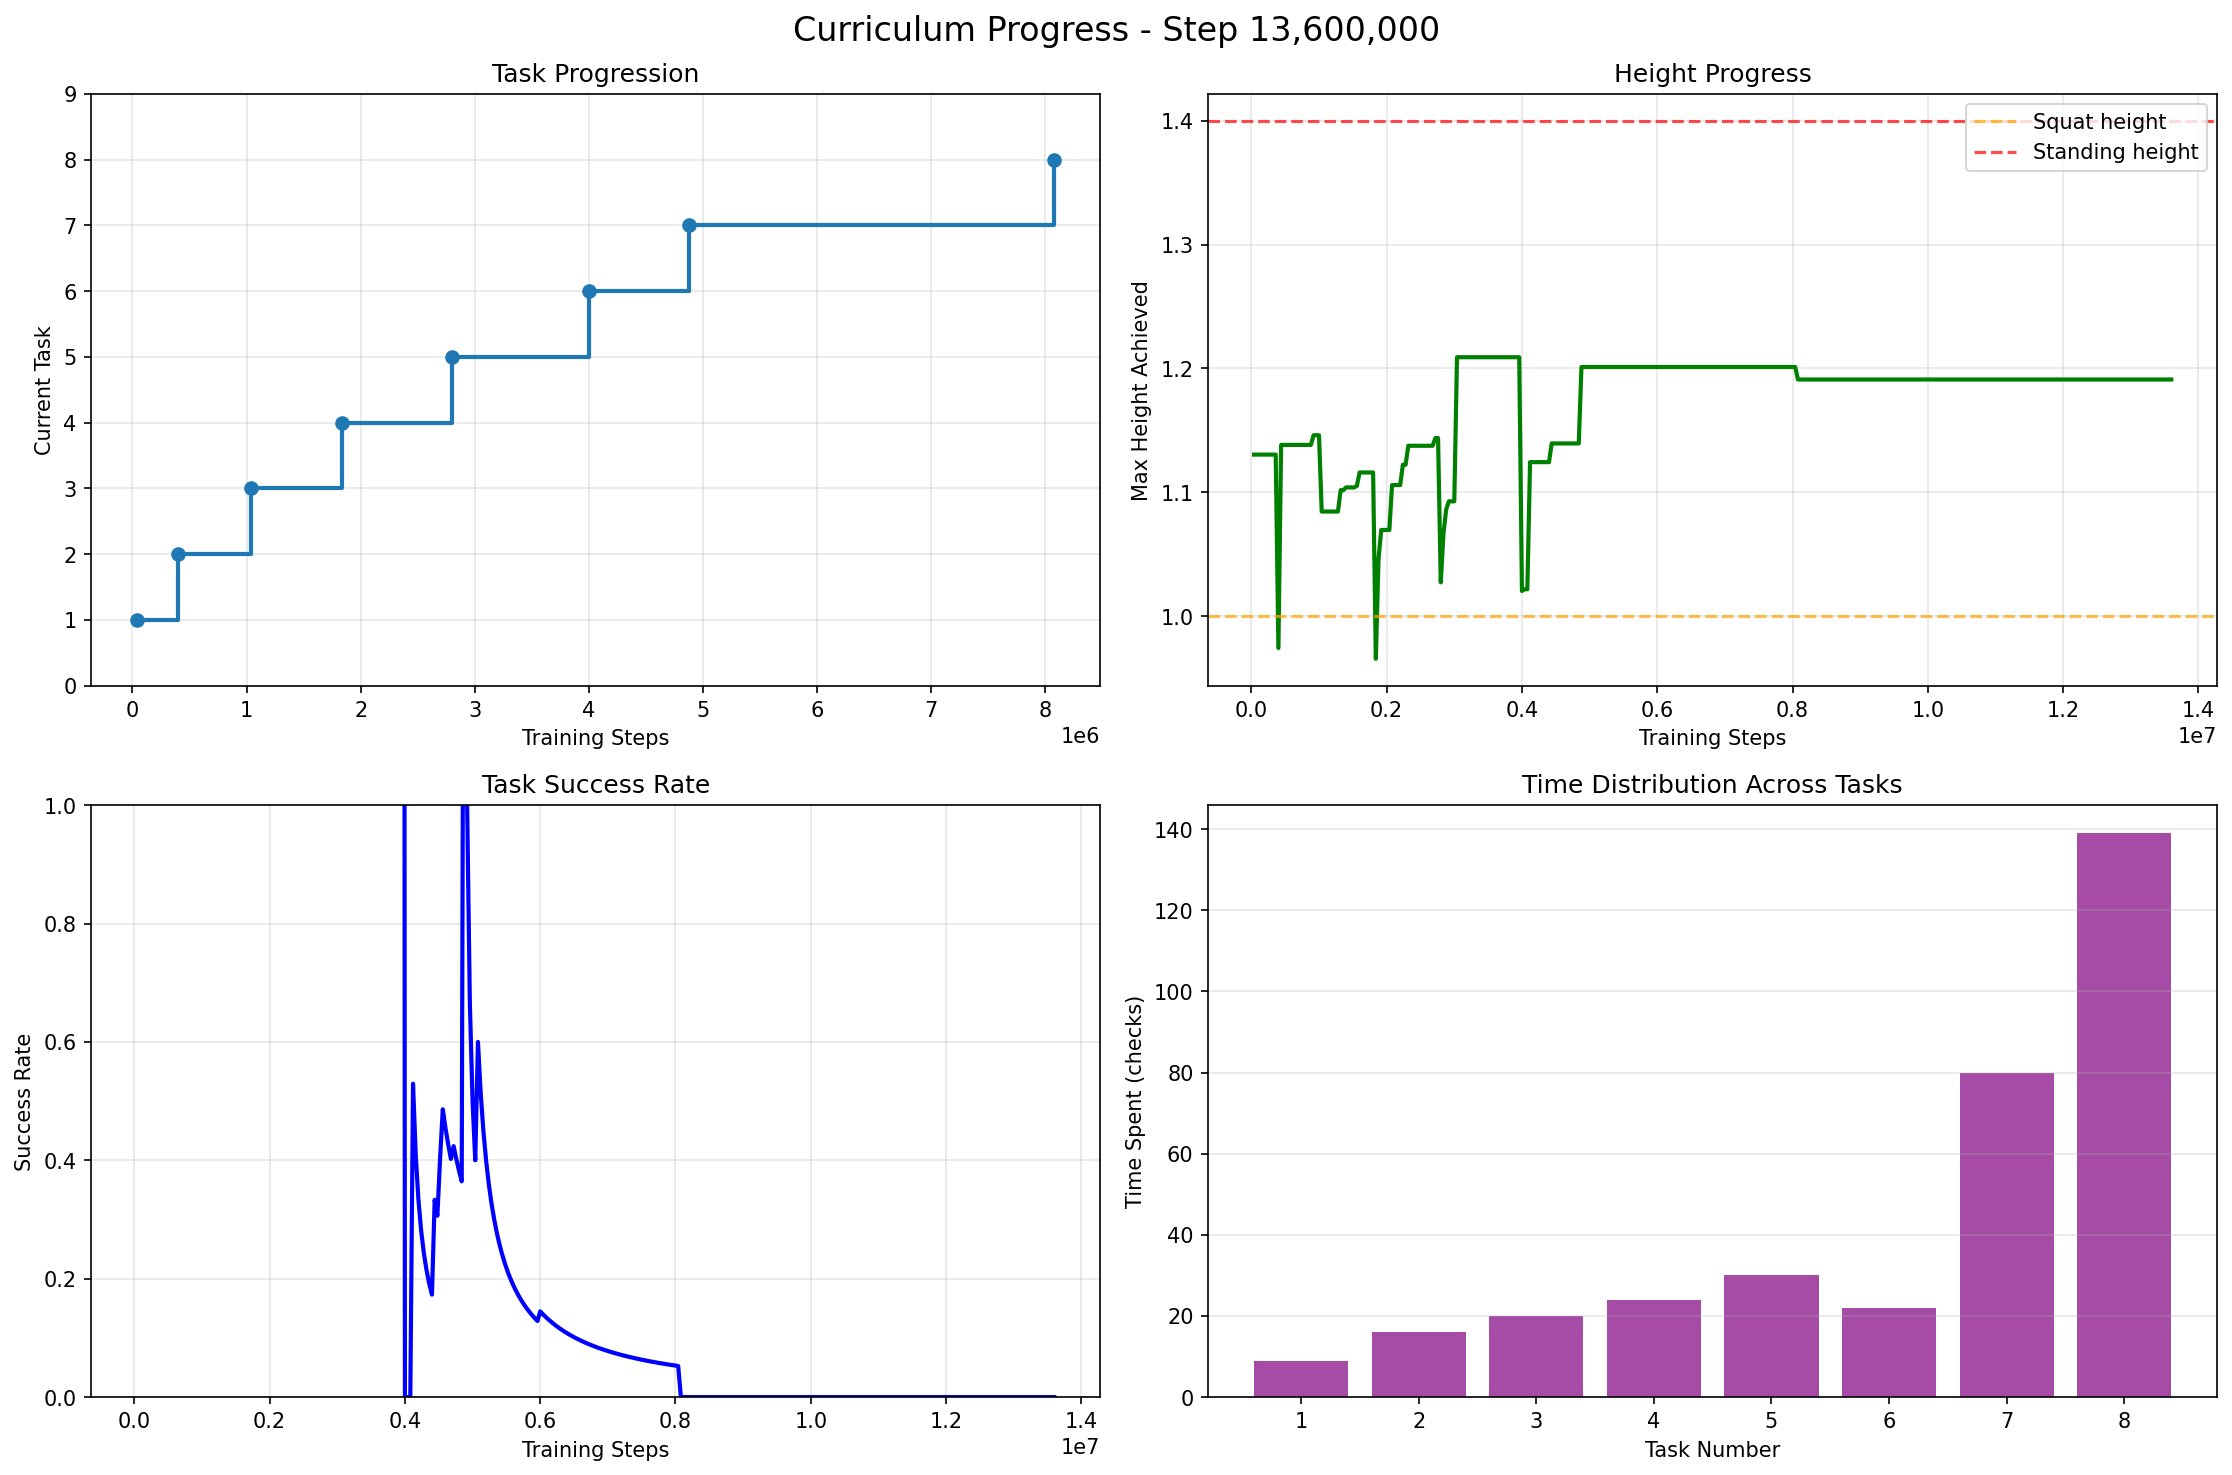 Curriculum Progress - Step 13,600,000
Task Progression
Current Task
9
8
7
6
5
4
3
2
1
0
0 1 2 3 4 5 6 7 8
1e6
Training Steps
Height Progress
Squat height
Standing height
Max Height Achieved
1.4
1.3
1.2
1.1
1.0
0.0 0.2 0.4 0.6 0.8 1.0 1.2 1.4
1e7
Training Steps
Task Success Rate
Success Rate
1.0
0.8
0.6
0.4
0.2
0.0
0.0 0.2 0.4 0.6 0.8 1.0 1.2 1.4
1e7
Training Steps
Time Distribution Across Tasks
Time Spent (checks)
140
120
100
80
60
40
20
0
1 2 3 4 5 6 7 8
Task Number